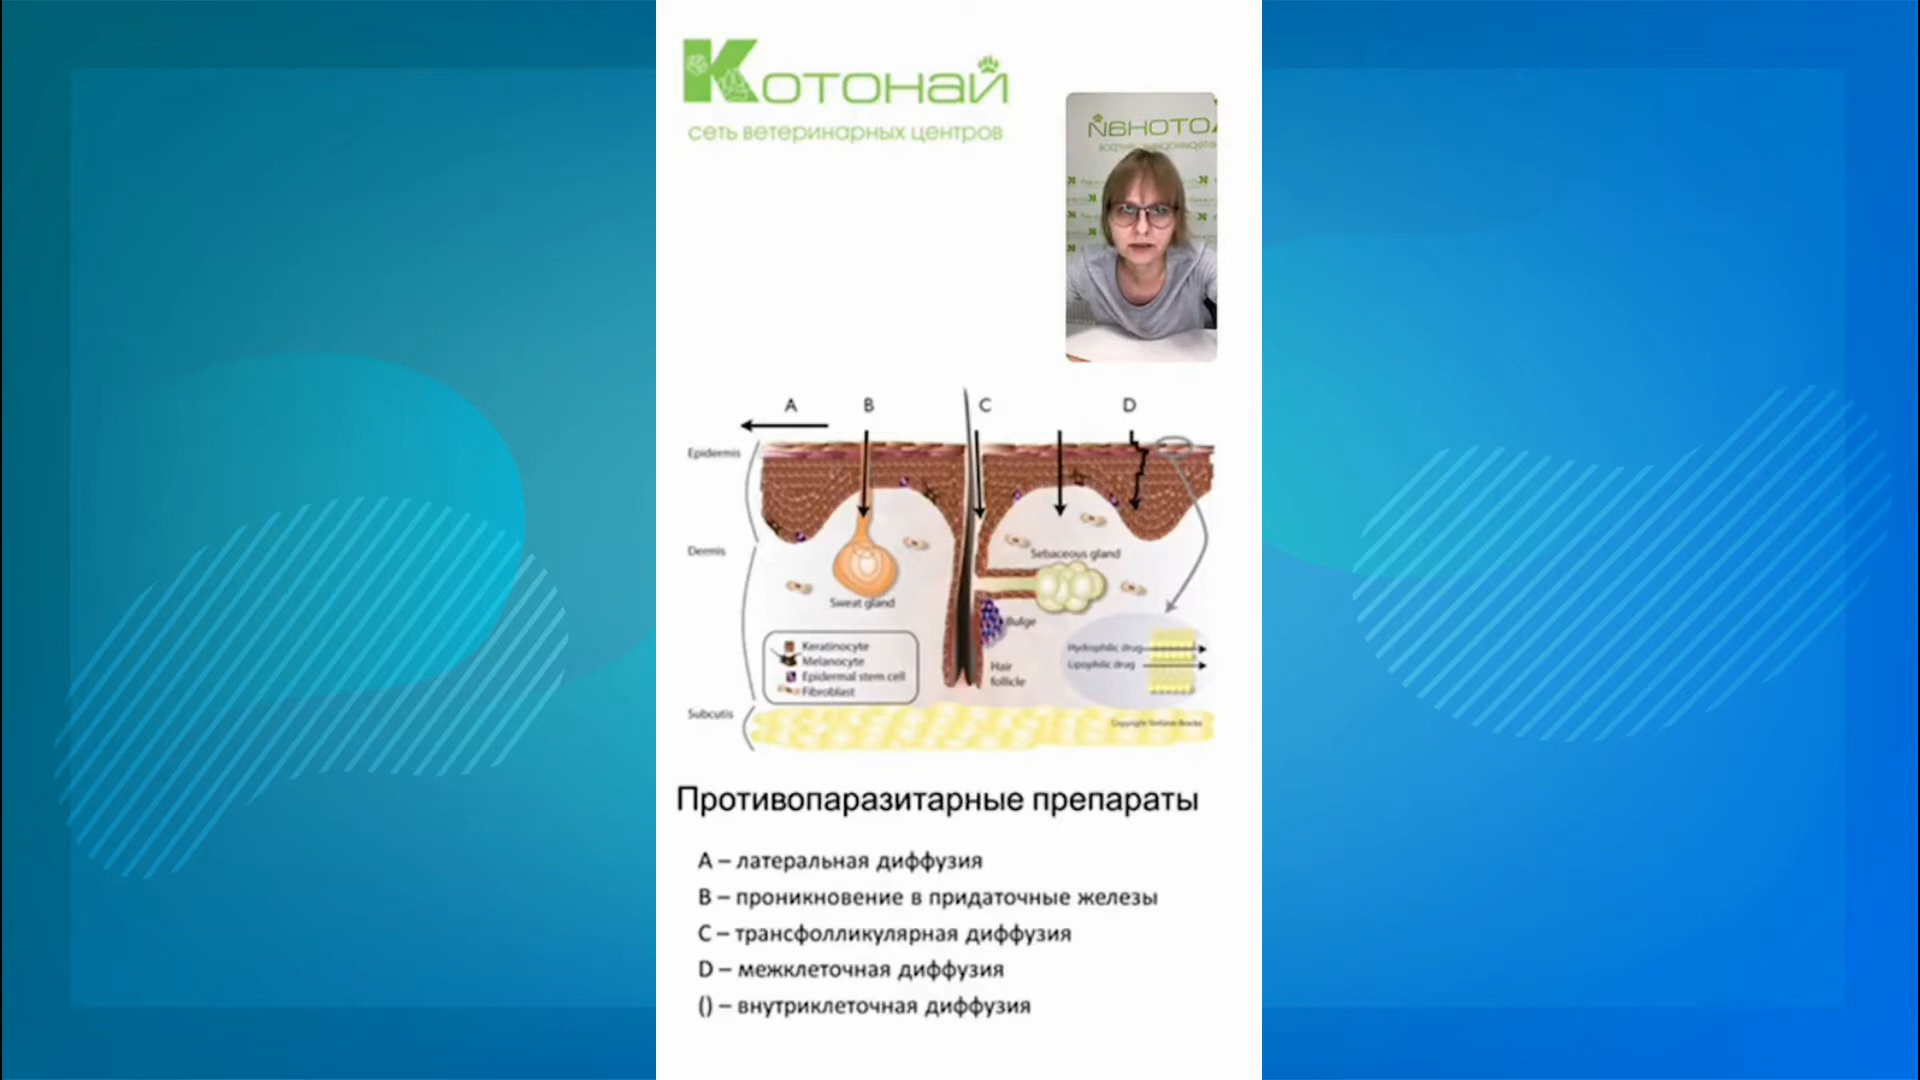 Котонай
сеть ветеринарных центров
A
B
C
D
Epidermis
Dermis
Sebaceous gland
Sweat gland
Bulge
Keratinocyte
Melanocyte
Epidermal stem cell
Fibroblast
Hair
follicle
Hydrophilic drug
Lipophilic drug
Subcutis
Противопаразитарные препараты
A – латеральная диффузия
B – проникновение в придаточные железы
C – трансфолликулярная диффузия
D – межклеточная диффузия
() – внутриклеточная диффузия